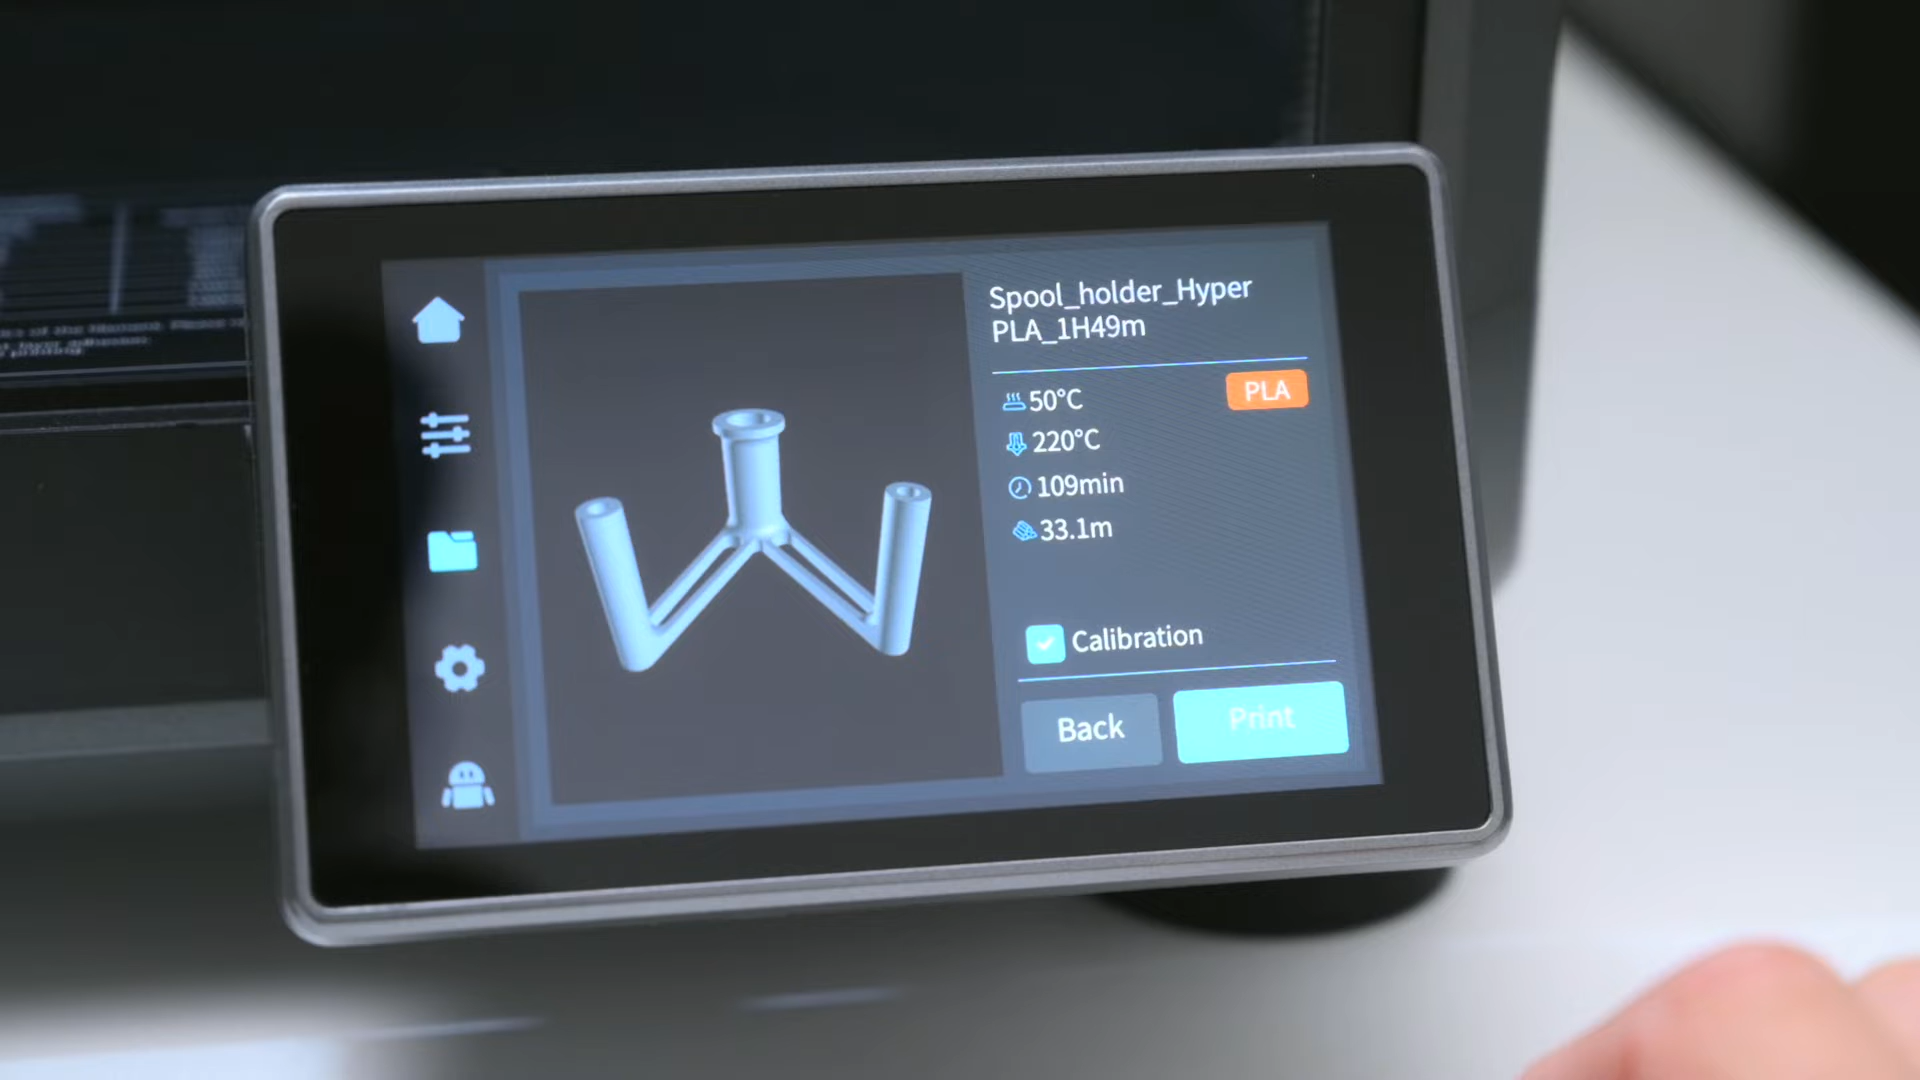 Spool_holder_Hyper
PLA_1H49m
50°C
PLA
220°C
109min
33.1m
Calibration
Back
Print